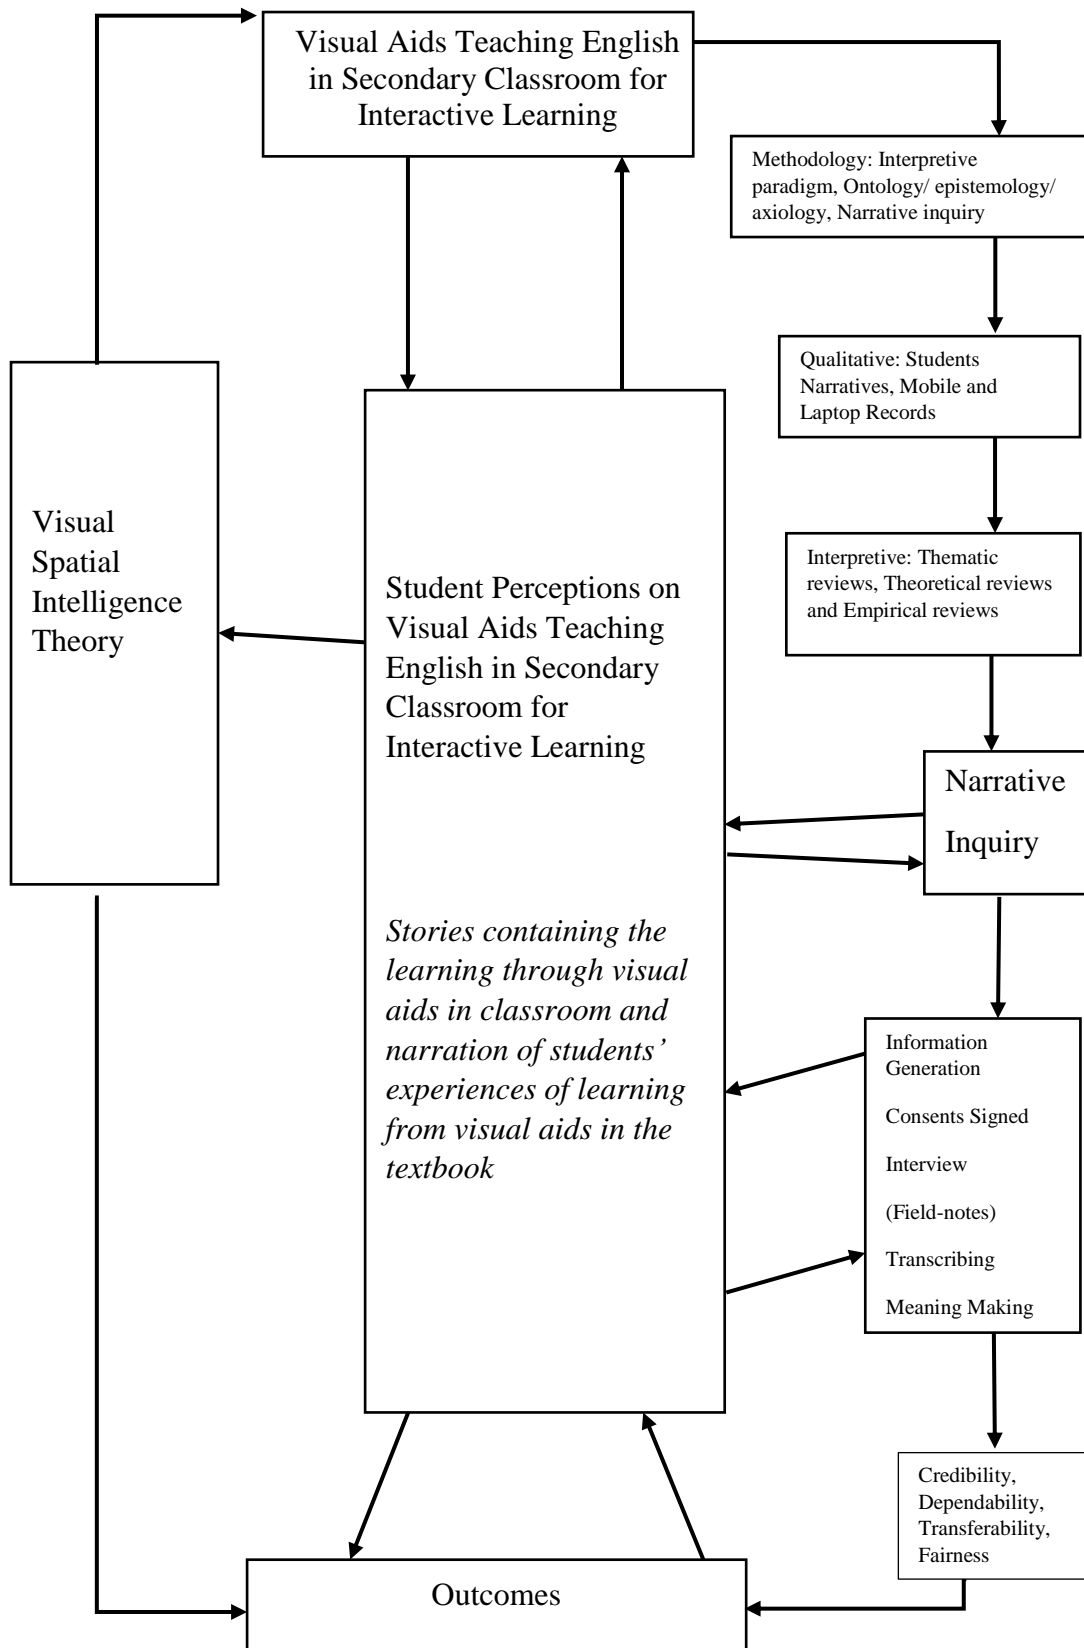 Visual Aids Teaching English
in Secondary Classroom for
Interactive Learning
Methodology: Interpretive
paradigm, Ontology/ epistemology/
axiology, Narrative inquiry
Qualitative: Students
Narratives, Mobile and
Laptop Records
Visual
Spatial
Intelligence
Theory
Interpretive: Thematic
reviews, Theoretical reviews
and Empirical reviews
Student Perceptions on
Visual Aids Teaching
English in Secondary
Classroom for
Interactive Learning
Narrative
Inquiry
Stories containing the
learning through visual
aids in classroom and
narration of students’
experiences of learning
from visual aids in the
textbook
Information
Generation
Consents Signed
Interview
(Field-notes)
Transcribing
Meaning Making
Credibility,
Dependability,
Transferability,
Fairness
Outcomes